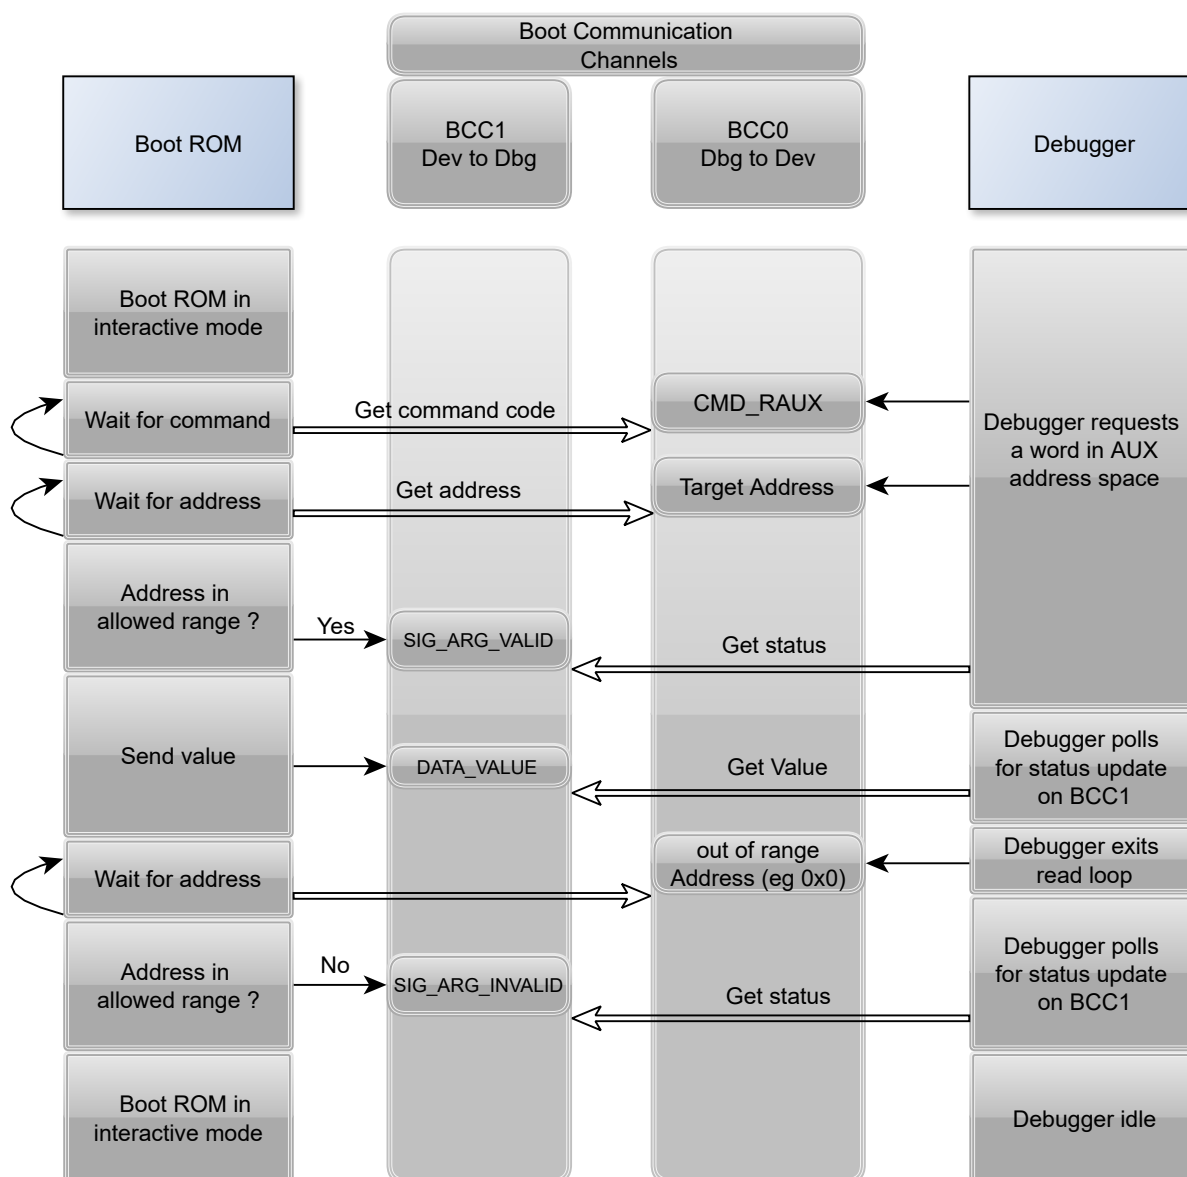 Boot Communication
Channels
Boot ROM
BCC1
Dev to Dbg
BCC0
Dbg to Dev
Debugger
Boot ROM in
interactive mode
Wait for command
Get command code
CMD_RAUX
Debugger requests
a word in AUX
address space
Wait for address
Get address
Target Address
Address in
allowed range ?
Yes
SIG_ARG_VALID
Get status
Send value
DATA_VALUE
Get Value
Debugger polls
for status update
on BCC1
Wait for address
out of range
Address (eg 0x0)
Debugger exits
read loop
Address in
allowed range ?
No
SIG_ARG_INVALID
Get status
Debugger polls
for status update
on BCC1
Boot ROM in
interactive mode
Debugger idle